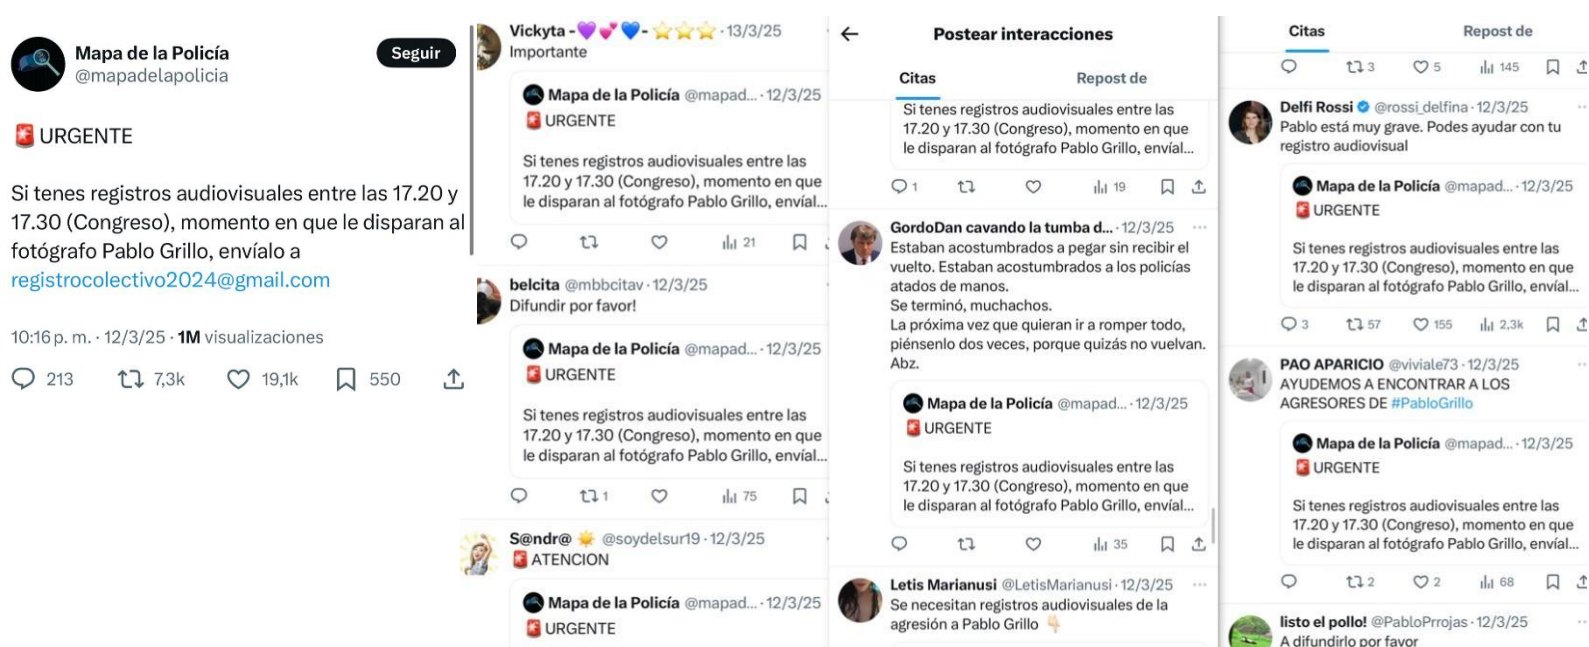 Mapa de la Policía
@mapadelapolicia
Seguir
URGENTE
Si tenes registros audiovisuales entre las 17.20 y
17.30 (Congreso), momento en que le disparan al
fotógrafo Pablo Grillo, envíalo a
registrocolectivo2024@gmail.com
10:16 p. m. · 12/3/25 · 1M visualizaciones
213 7,3k 19,1k 550
Vickyta - - · 13/3/25
Importante
Mapa de la Policía @mapad... · 12/3/25
URGENTE
Si tenes registros audiovisuales entre las
17.20 y 17.30 (Congreso), momento en que
le disparan al fotógrafo Pablo Grillo, envíal...
21
belcita @mbbcitav · 12/3/25
Difundir por favor!
Mapa de la Policía @mapad... · 12/3/25
URGENTE
Si tenes registros audiovisuales entre las
17.20 y 17.30 (Congreso), momento en que
le disparan al fotógrafo Pablo Grillo, envíal...
1 75
S@ndr@ @soydelsur19 · 12/3/25
ATENCION
Mapa de la Policía @mapad... · 12/3/25
URGENTE
Postear interacciones
Citas Repost de
Si tenes registros audiovisuales entre las
17.20 y 17.30 (Congreso), momento en que
le disparan al fotógrafo Pablo Grillo, envíal...
1 19
GordoDan cavando la tumba d... · 12/3/25
Estaban acostumbrados a pegar sin recibir el
vuelto. Estaban acostumbrados a los policías
atados de manos.
Se terminó, muchachos.
La próxima vez que quieran ir a romper todo,
piénsenlo dos veces, porque quizás no vuelvan.
Abz.
Mapa de la Policía @mapad... · 12/3/25
URGENTE
Si tenes registros audiovisuales entre las
17.20 y 17.30 (Congreso), momento en que
le disparan al fotógrafo Pablo Grillo, envíal...
35
Letis Marianusi @LetisMarianusi · 12/3/25
Se necesitan registros audiovisuales de la
agresión a Pablo Grillo
Citas Repost de
3 5 145
Delfi Rossi @rossi_delfina · 12/3/25
Pablo está muy grave. Podes ayudar con tu
registro audiovisual
Mapa de la Policía @mapad... · 12/3/25
URGENTE
Si tenes registros audiovisuales entre las
17.20 y 17.30 (Congreso), momento en que
le disparan al fotógrafo Pablo Grillo, envíal...
3 57 155 2,3k
PAO APARICIO @viviale73 · 12/3/25
AYUDEMOS A ENCONTRAR A LOS
AGRESORES DE #PabloGrillo
Mapa de la Policía @mapad... · 12/3/25
URGENTE
Si tenes registros audiovisuales entre las
17.20 y 17.30 (Congreso), momento en que
le disparan al fotógrafo Pablo Grillo, envíal...
2 2 68
listo el pollo! @PabloPrrojas · 12/3/25
A difundirlo por favor